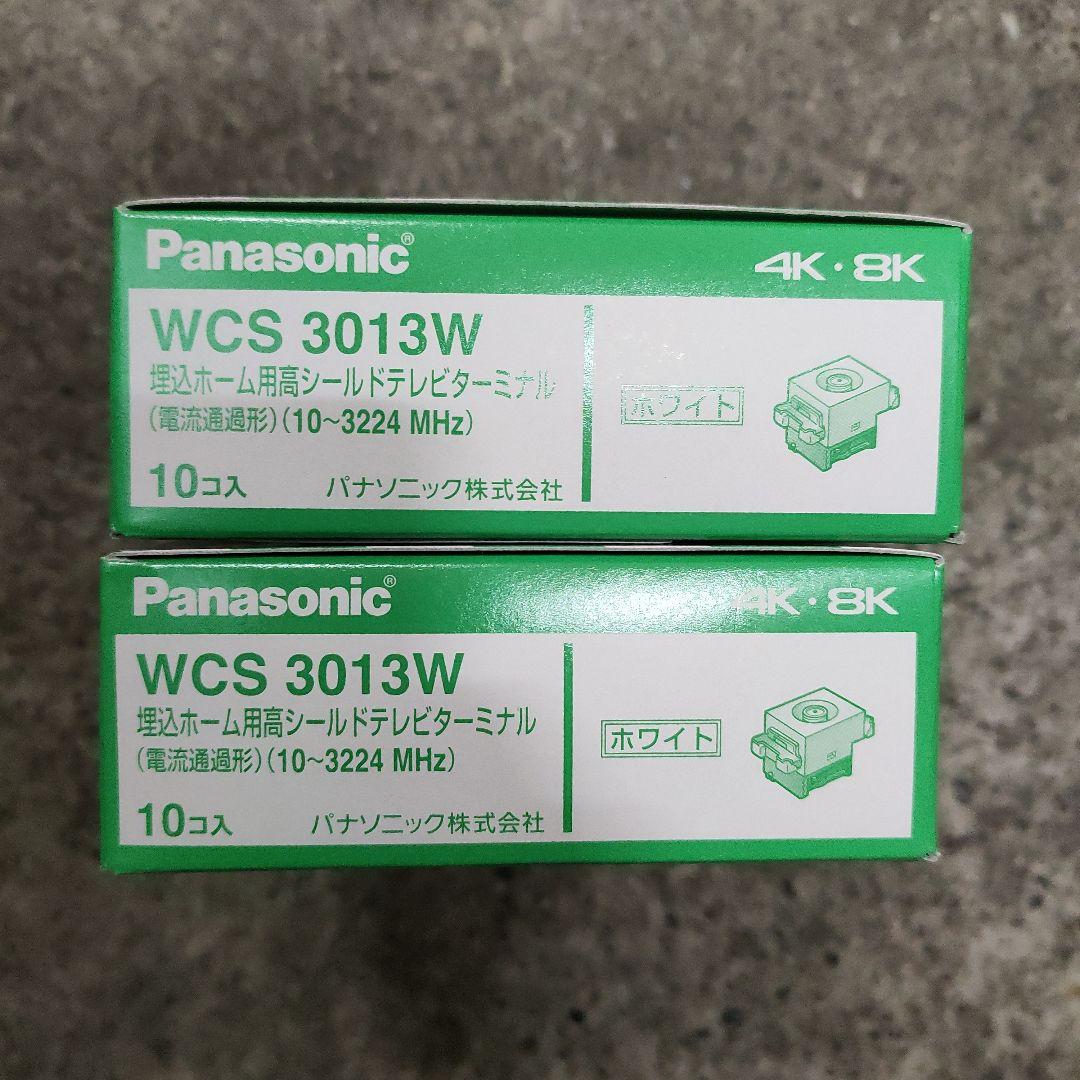 Panasonic®
4K・8K
WCS 3013W
埋込ホーム用高シールドテレビターミナル
(電流通過形)(10~3224 MHz)
ホワイト
10コ入 パナソニック株式会社
Panasonic®
4K・8K
WCS 3013W
埋込ホーム用高シールドテレビターミナル
(電流通過形)(10~3224 MHz)
ホワイト
10コ入 パナソニック株式会社